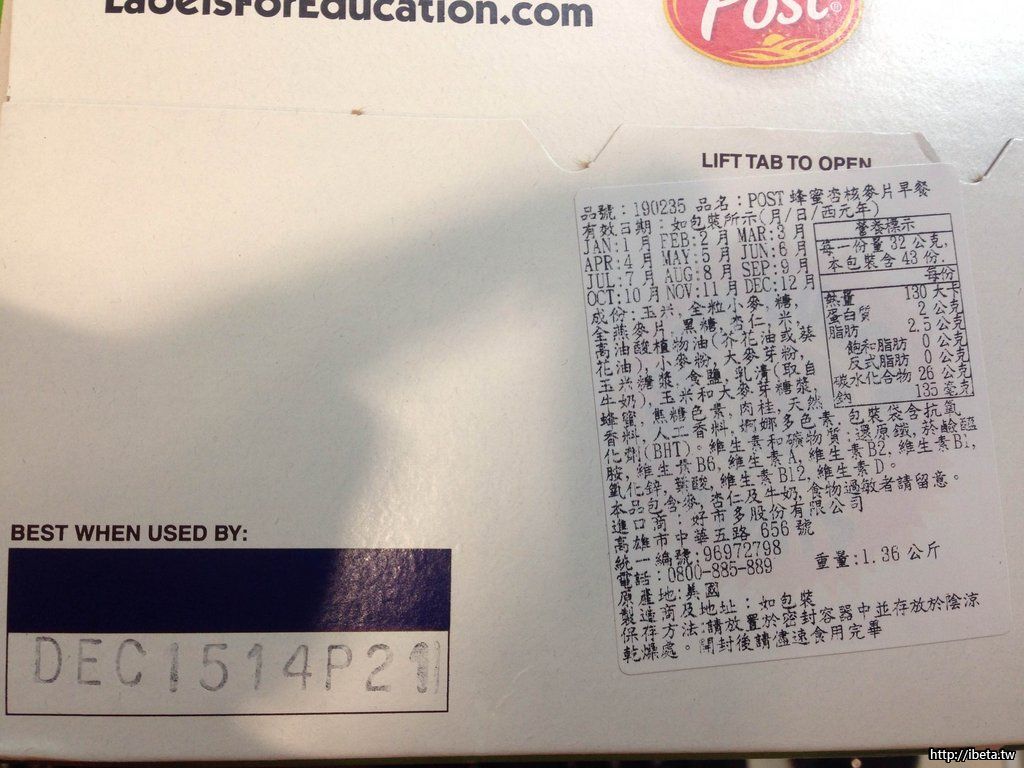 LabelsForEducation.com
Post®
LIFT TAB TO OPEN
品號：190235 品名：POST 蜂蜜杏核麥片早餐
有效日期：如包裝所示(月/日/西元年)
JAN:1 月 FEB:2 月 MAR:3 月
APR:4 月 MAY:5 月 JUN:6 月
JUL:7 月 AUG:8 月 SEP:9 月
OCT:10 月 NOV:11 月 DEC:12 月
成份：玉米, 全粒小麥, 糖,
全燕麥片, 黑糖, 杏仁, 米,
高油酸植物油(芥花油或葵
花油), 小麥粉, 大麥芽粉,
玉米糖漿, 食鹽, 乳清(取自
牛奶), 玉米和大麥芽糖漿,
蜂蜜, 焦糖色素, 肉桂, 天然
香料, 人工香料, 婀娜多色素. 包裝袋含抗氧
化劑(BHT)。維生素和礦物質：還原鐵, 菸鹼醯
胺, 維生素B6, 維生素A, 維生素B2, 維生素B1,
氧化鋅, 葉酸, 維生素B12, 維生素D。
本品包含麥, 杏仁及牛奶, 食物過敏者請留意。
進口商：好市多股份有限公司
高雄市中華五路 656 號
統一編號:96972798
電話：0800-885-889
重量:1.36 公斤
原產地:美國
製造商及地址：如包裝
保存方法:請放置於密封容器中並存放於陰涼
乾燥處。開封後請儘速食用完畢
營養標示
每一份量 32 公克,
本包裝含 43 份.
每份
熱量 130 大卡
蛋白質 2 公克
脂肪 2.5 公克
飽和脂肪 0 公克
反式脂肪 0 公克
碳水化合物 26 公克
鈉 135 毫克
BEST WHEN USED BY:
DEC1514P21
http://ibeta.tw